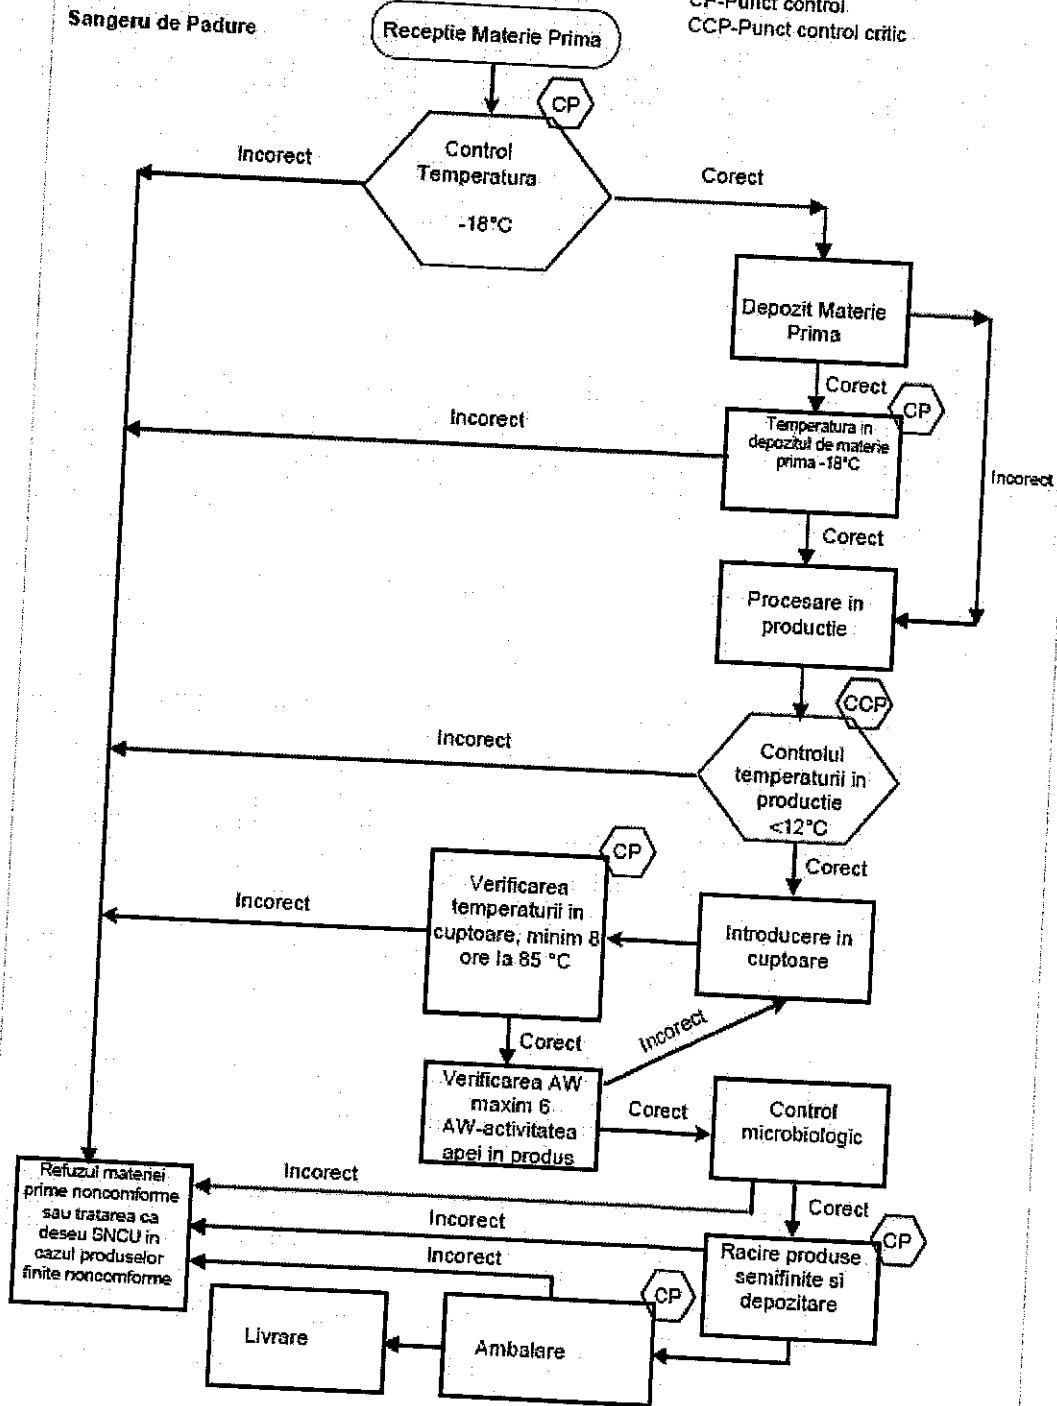 Sangeru de Padure
CP-Punct control
CCP-Punct control critic
Receptie Materie Prima
CP
Control
Temperatura
-18°C
Incorect
Corect
Depozit Materie
Prima
Corect
CP
Incorect
Temperatura in
depozitul de materie
prima -18°C
Incorect
Corect
Procesare in
productie
CCP
Incorect
Controlul
temperaturii in
productie
<12°C
Corect
CP
Incorect
Verificarea
temperaturii in
cuptoare, minim 8
ore la 85 °C
Introducere in
cuptoare
Corect
Incorect
Verificarea AW
maxim 6
AW-activitatea
apei in produs
Corect
Control
microbiologic
Refuzul materiei
prime noncomforme
sau tratarea ca
deseu SNCU in
cazul produselor
finite noncomforme
Incorect
Corect
Incorect
CP
Racire produse
semifinite si
depozitare
Incorect
CP
Livrare
Ambalare